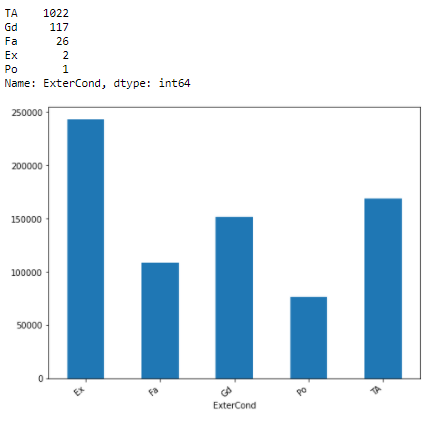 TA    1022
Gd     117
Fa      26
Ex       2
Po       1
Name: ExterCond, dtype: int64
250000
200000
150000
100000
50000
0
Ex Fa Gd Po TA
ExterCond